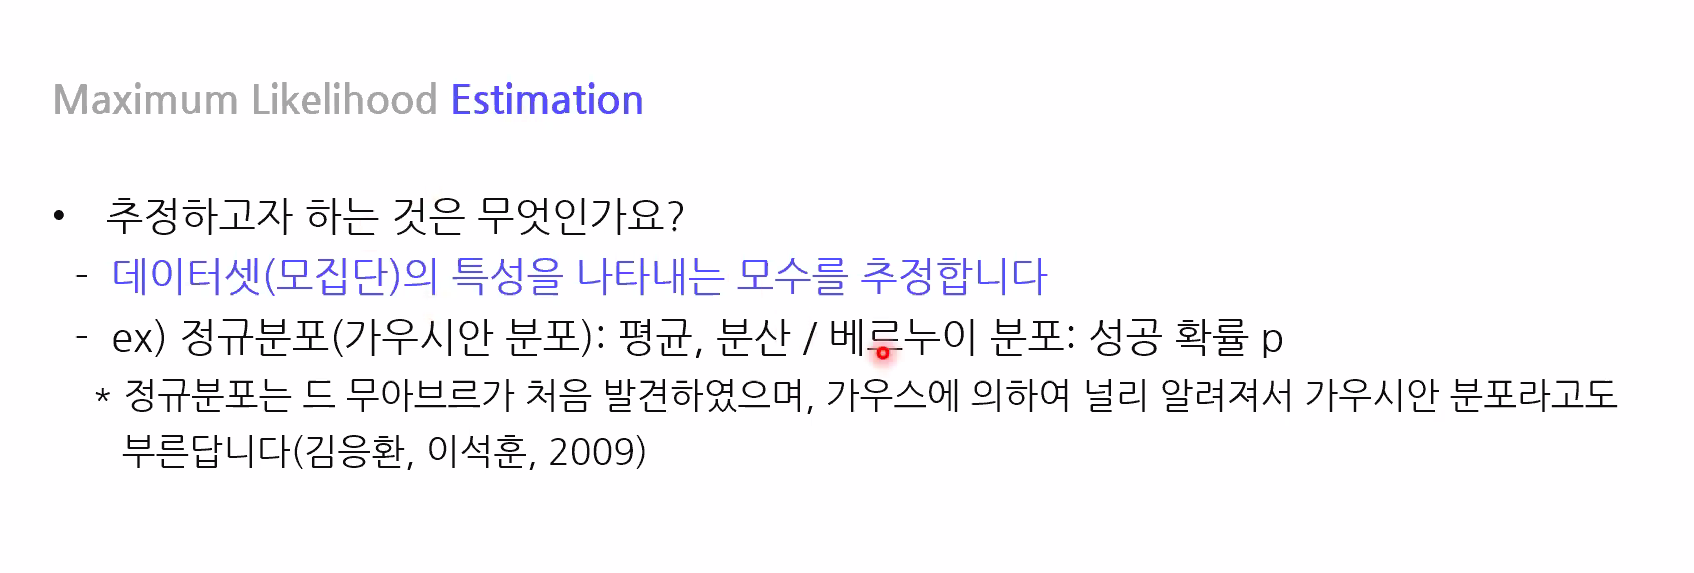 Maximum Likelihood Estimation
• 추정하고자 하는 것은 무엇인가요?
- 데이터셋(모집단)의 특성을 나타내는 모수를 추정합니다
- ex) 정규분포(가우시안 분포): 평균, 분산 / 베르누이 분포: 성공 확률 p
* 정규분포는 드 무아브르가 처음 발견하였으며, 가우스에 의하여 널리 알려져서 가우시안 분포라고도
부른답니다(김응환, 이석훈, 2009)